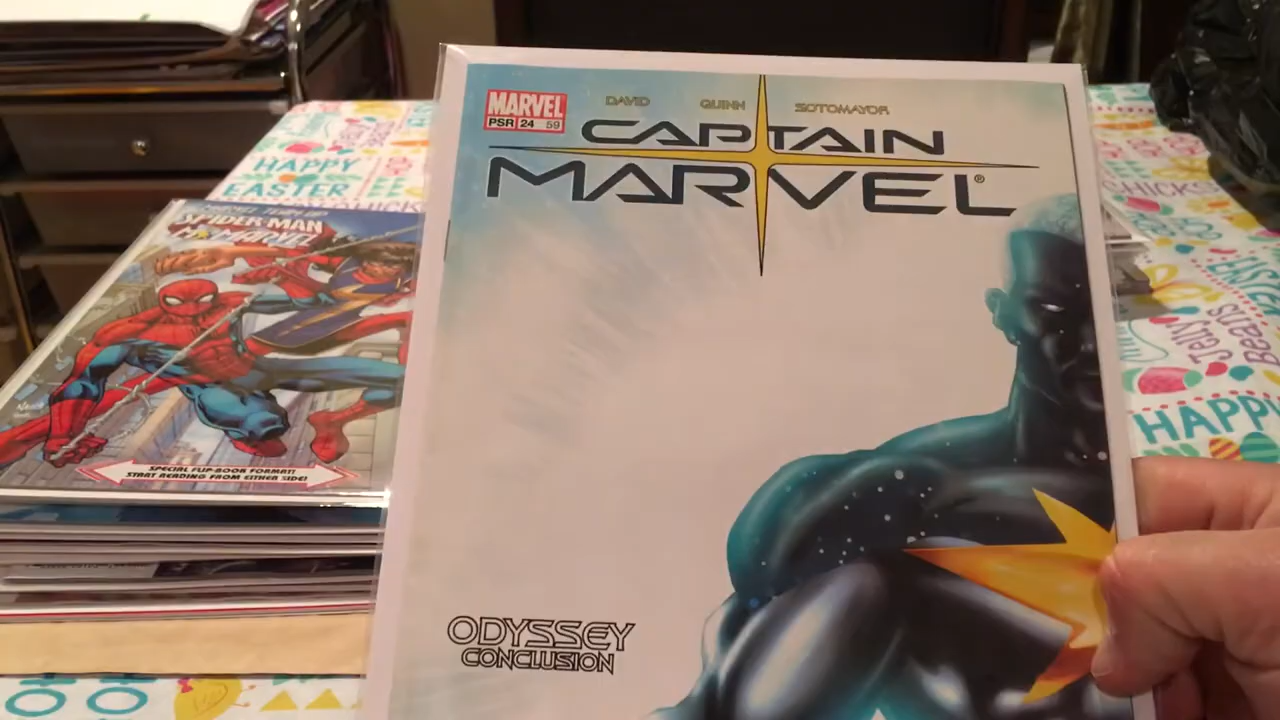 DAVID QUINN SOTOMAYOR
MARVEL
PSR 24 59
CAPTAIN
MARVEL®
ODYSSEY
CONCLUSION
SPIDER-MAN
MS. MARVEL
SPECIAL FLIP-BOOK FORMAT!
START READING FROM EITHER SIDE!
HAPPY
EASTER
CHICKS
Jelly
Beans
HAPPY